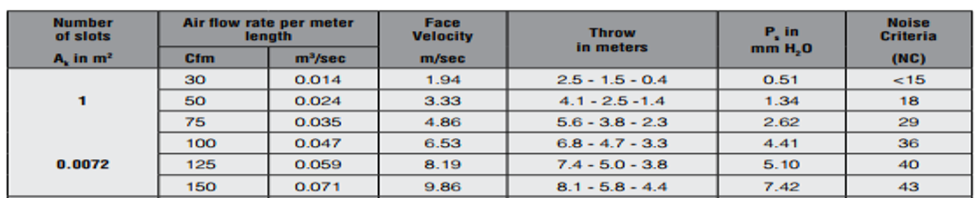 Number of slots
Aₖ in m²
Air flow rate per meter length
Cfm
m³/sec
Face Velocity
m/sec
Throw in meters
Pₛ in mm H₂O
Noise Criteria
(NC)
1
0.0072
30 0.014 1.94 2.5 - 1.5 - 0.4 0.51 <15
50 0.024 3.33 4.1 - 2.5 -1.4 1.34 18
75 0.035 4.86 5.6 - 3.8 - 2.3 2.62 29
100 0.047 6.53 6.8 - 4.7 - 3.3 4.41 36
125 0.059 8.19 7.4 - 5.0 - 3.8 5.10 40
150 0.071 9.86 8.1 - 5.8 - 4.4 7.42 43